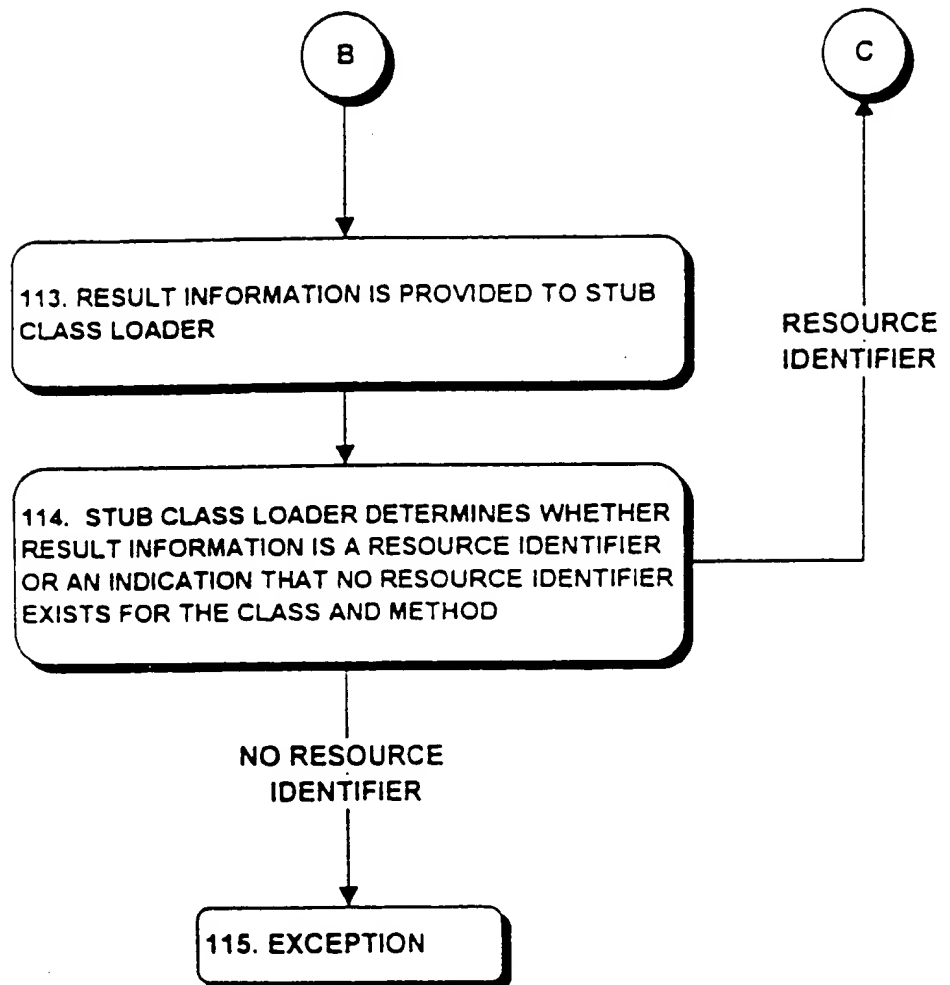 B
C
113. RESULT INFORMATION IS PROVIDED TO STUB
CLASS LOADER
RESOURCE
IDENTIFIER
114. STUB CLASS LOADER DETERMINES WHETHER
RESULT INFORMATION IS A RESOURCE IDENTIFIER
OR AN INDICATION THAT NO RESOURCE IDENTIFIER
EXISTS FOR THE CLASS AND METHOD
NO RESOURCE
IDENTIFIER
115. EXCEPTION